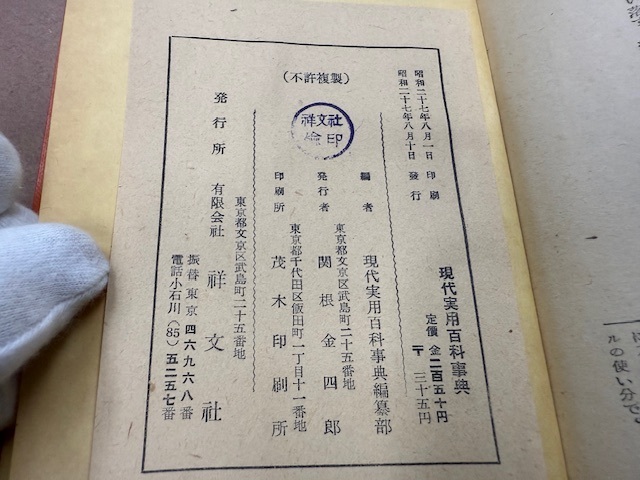 昭和二十七年八月一日 印刷
昭和二十七年八月十日 発行
現代実用百科事典
定價 金二百五十円
〒 三十五円
(不許複製)
祥文社
印
編者 現代実用百科事典編纂部
東京都文京区武島町二十五番地
発行者 関根金四郎
東京都千代田区飯田町一丁目十一番地
印刷所 茂木印刷所
東京都文京区武島町二十五番地
発行所 有限会社 祥文社
振替東京四六九六八番
電話小石川(85)五二五七番
ルの使い分で